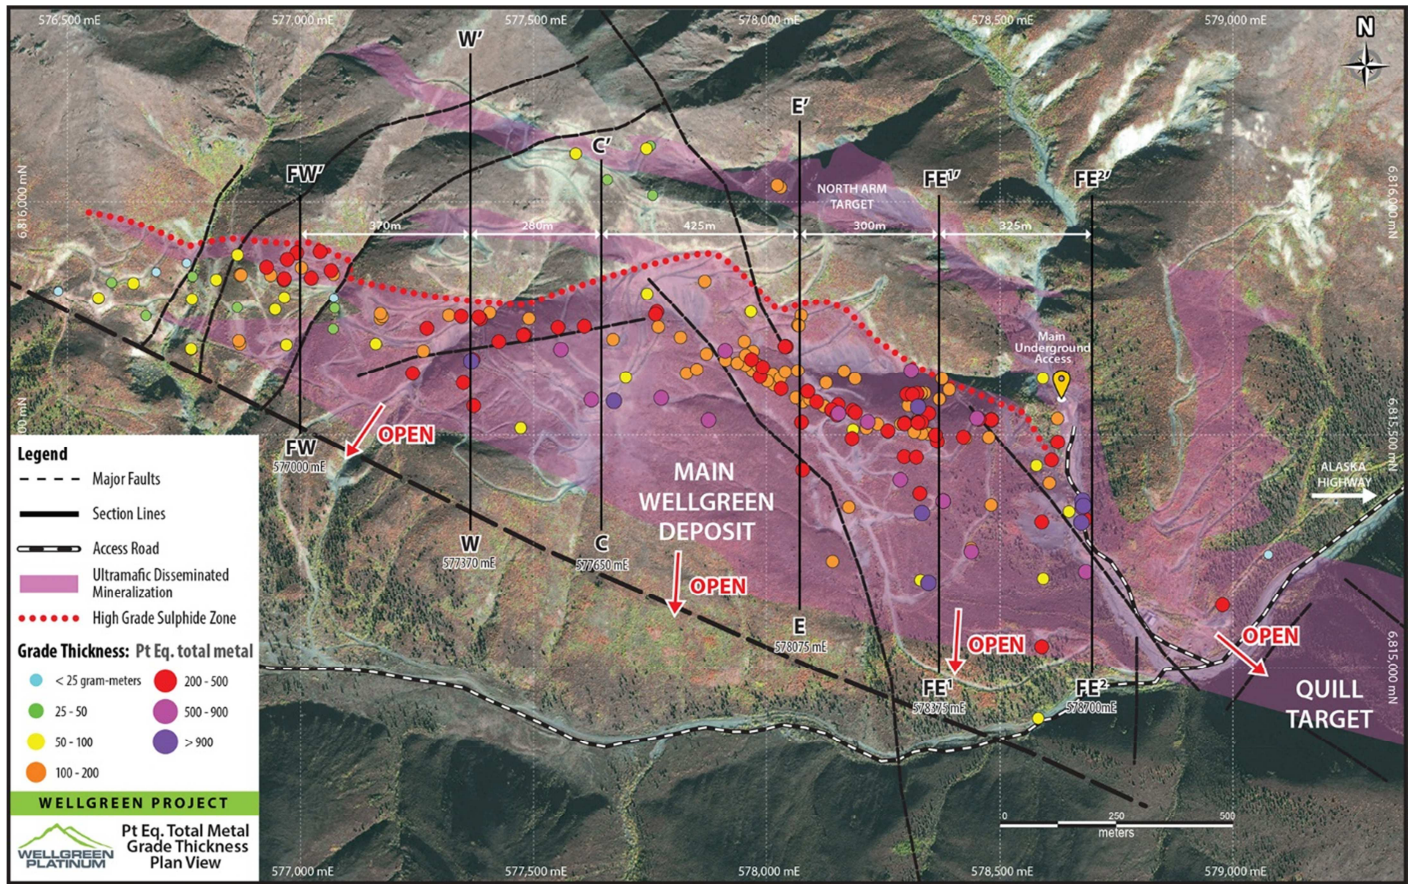 576,500 mE
577,000 mE
577,500 mE
578,000 mE
578,500 mE
579,000 mE
N
W’
E’
C’
FW’
FE1’
FE2’
NORTH ARM
TARGET
6,816,000 mN
6,816,000 mN
370m
280m
425m
300m
325m
Main
Underground
Access
OPEN
FW
577000 mE
MAIN
WELLGREEN
DEPOSIT
6,815,500 mN
ALASKA
HIGHWAY
W
577370 mE
C
577650 mE
OPEN
E
578075 mE
OPEN
OPEN
FE1
578375 mE
FE2
578700mE
QUILL
TARGET
6,815,000 mN
Legend
Major Faults
Section Lines
Access Road
Ultramafic Disseminated
Mineralization
High Grade Sulphide Zone
Grade Thickness: Pt Eq. total metal
< 25 gram-meters
200 - 500
25 - 50
500 - 900
50 - 100
> 900
100 - 200
WELLGREEN PROJECT
WELLGREEN
PLATINUM
Pt Eq. Total Metal
Grade Thickness
Plan View
0
250
500
meters
577,000 mE
577,500 mE
578,000 mE
578,500 mE
579,000 mE